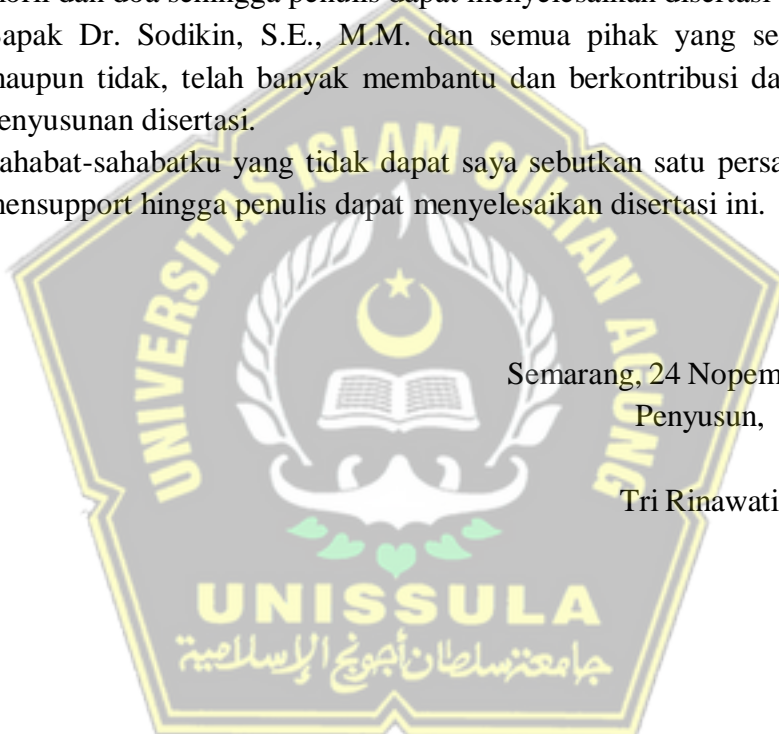 dan doa sehingga penulis dapat menyelesaikan disertasi
Bapak Dr. Sodikin, S.E., M.M. dan semua pihak yang se
maupun tidak, telah banyak membantu dan berkontribusi da
enyusunan disertasi.
ahabat-sahabatku yang tidak dapat saya sebutkan satu persa
mensupport hingga penulis dapat menyelesaikan disertasi ini.
UNIVERSITAS ISLAM SULTAN AGUNG
Semarang, 24 Nopem
Penyusun,
Tri Rinawati
UNISSULA
جامعة سلطان أجونج الإسلامية